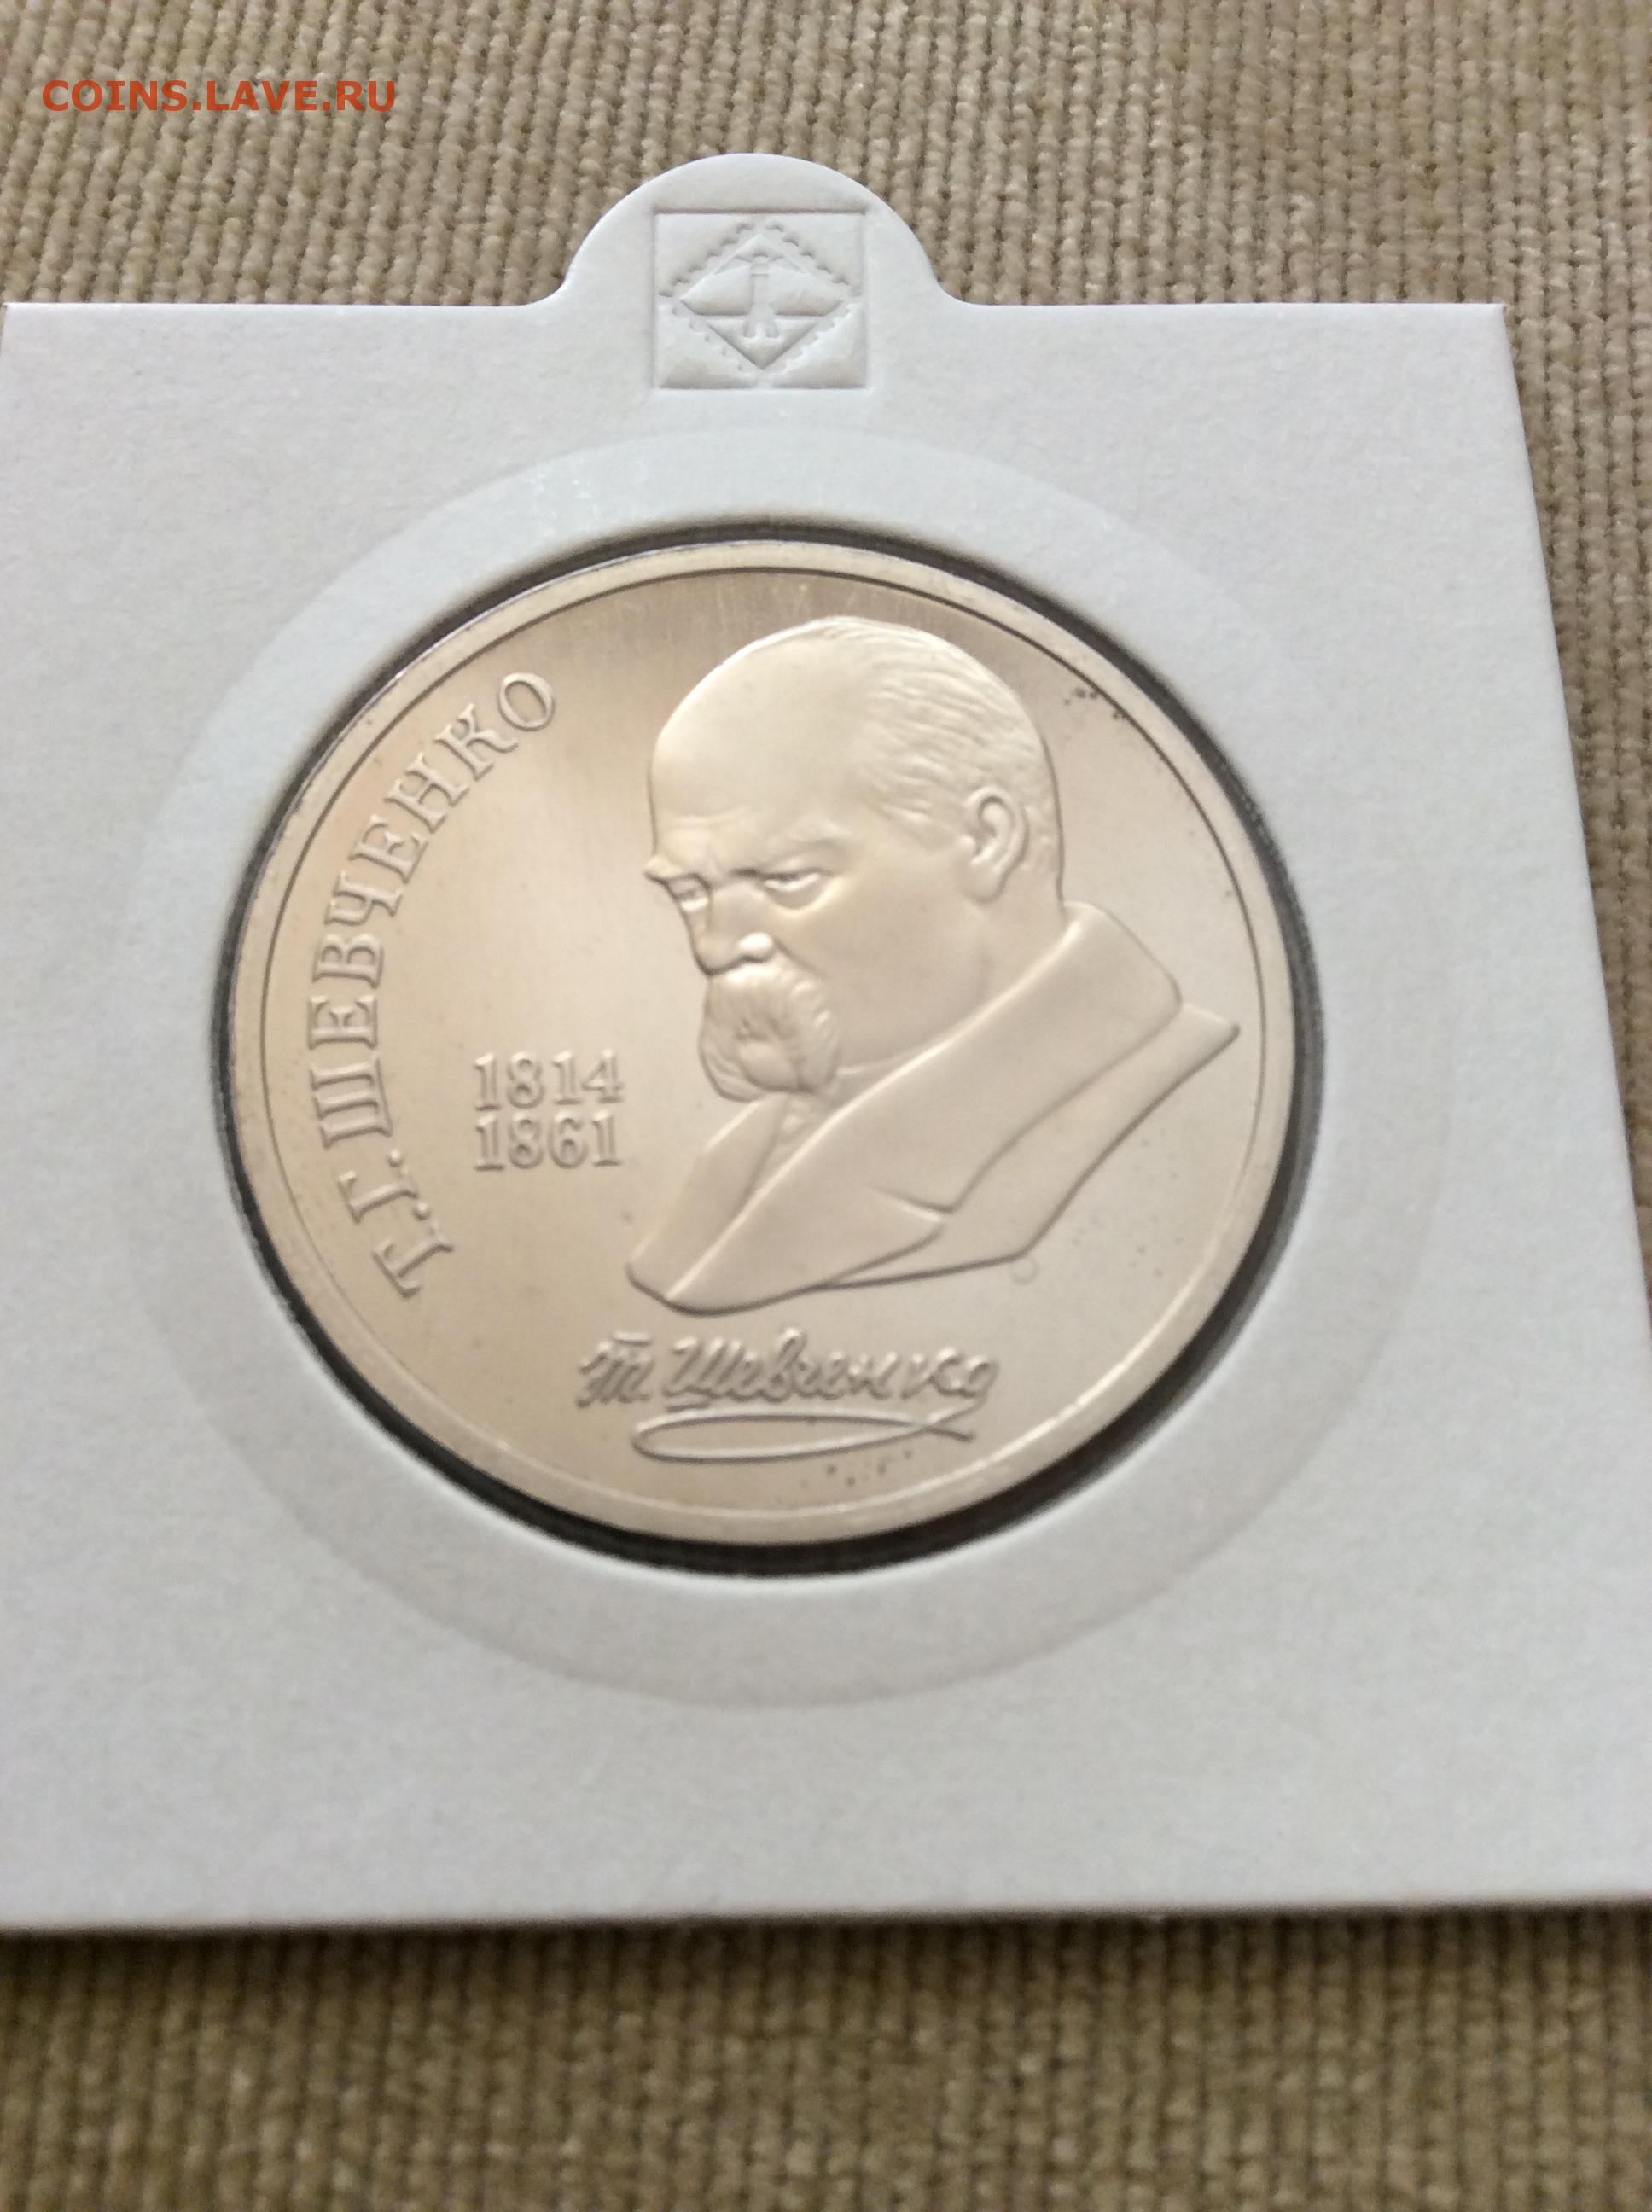 COINS.LAVE.RU
Т.Г. ШЕВЧЕНКО
1814
1861
Т. Шевченко